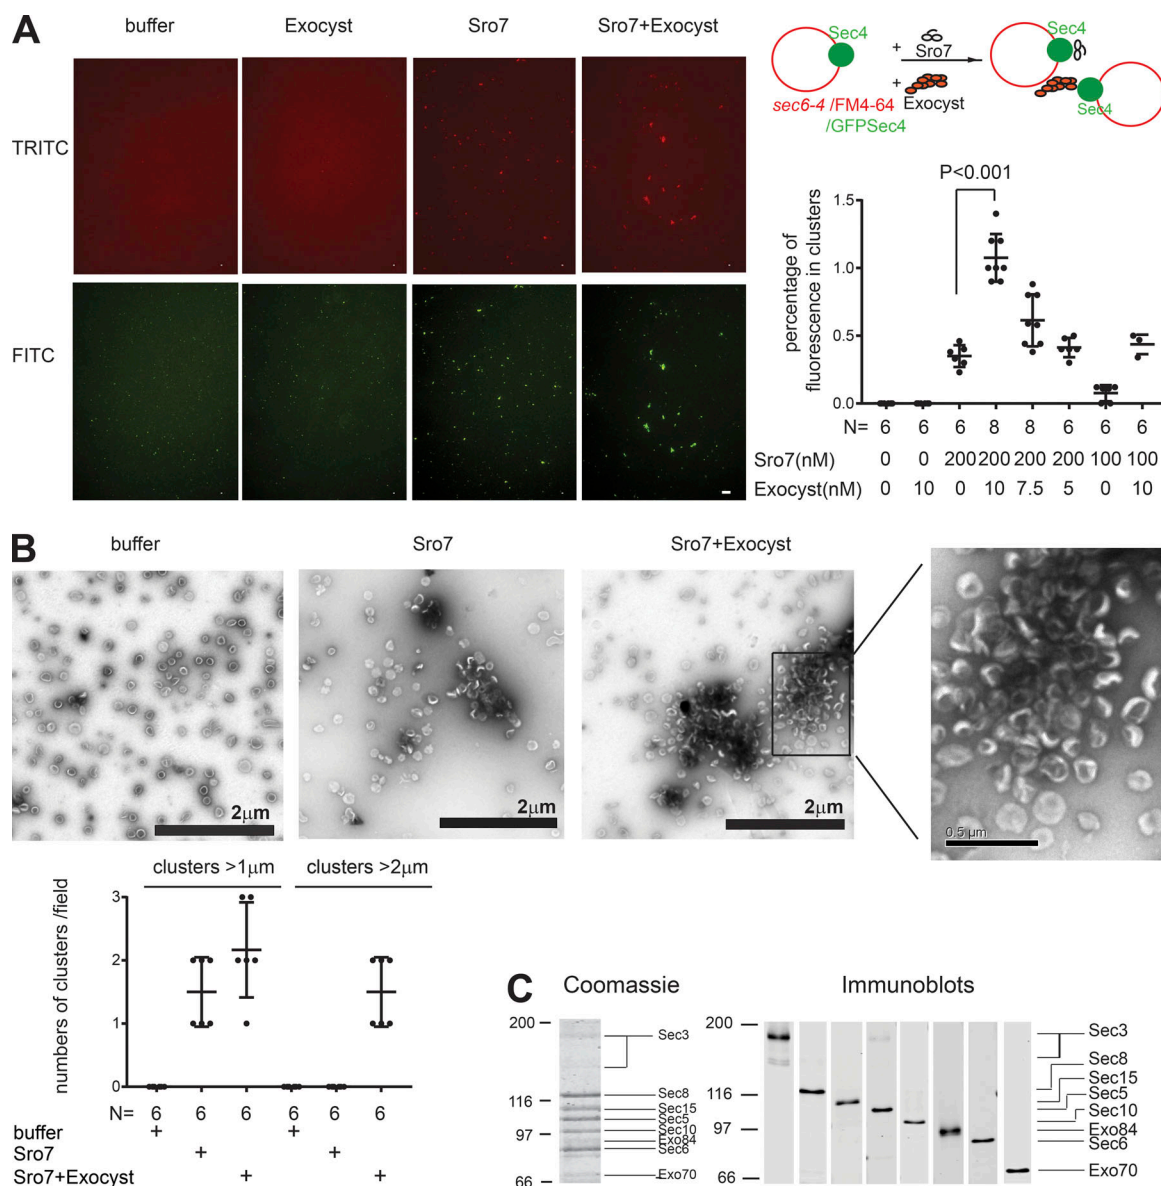 A
buffer
Exocyst
Sro7
Sro7+Exocyst
TRITC
FITC
Sec4
+
Sro7
+
Exocyst
sec6-4 /FM4-64
/GFPSec4
Sec4
Sec4
P<0.001
percentage of
fluorescence in clusters
1.5
1.0
0.5
0.0
N= 6 6 6 8 8 6 6 6
Sro7(nM) 0 0 200 200 200 200 100 100
Exocyst(nM) 0 10 0 10 7.5 5 0 10
B
buffer
Sro7
Sro7+Exocyst
2μm
2μm
2μm
0.5 μm
clusters >1μm
clusters >2μm
numbers of clusters /field
3
2
1
0
N= 6 6 6 6 6 6
buffer + +
Sro7 + +
Sro7+Exocyst + +
C
Coomassie
200
116
97
66
Sec3
Sec8
Sec15
Sec5
Sec10
Exo84
Sec6
Exo70
Immunoblots
200
116
97
66
Sec3
Sec8
Sec15
Sec5
Sec10
Exo84
Sec6
Exo70